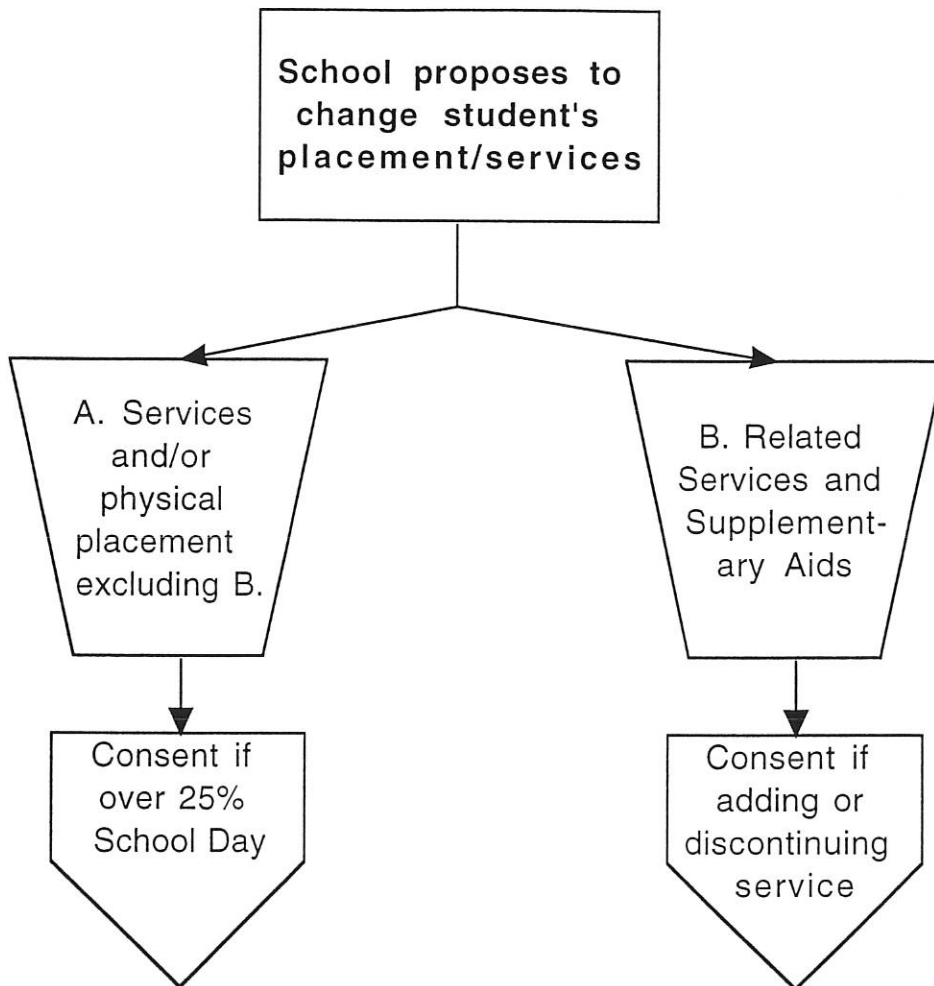 School proposes to
change student's
placement/services
A. Services
and/or
physical
placement
excluding B.
B. Related
Services and
Supplement-
ary Aids
Consent if
over 25%
School Day
Consent if
adding or
discontinuing
service